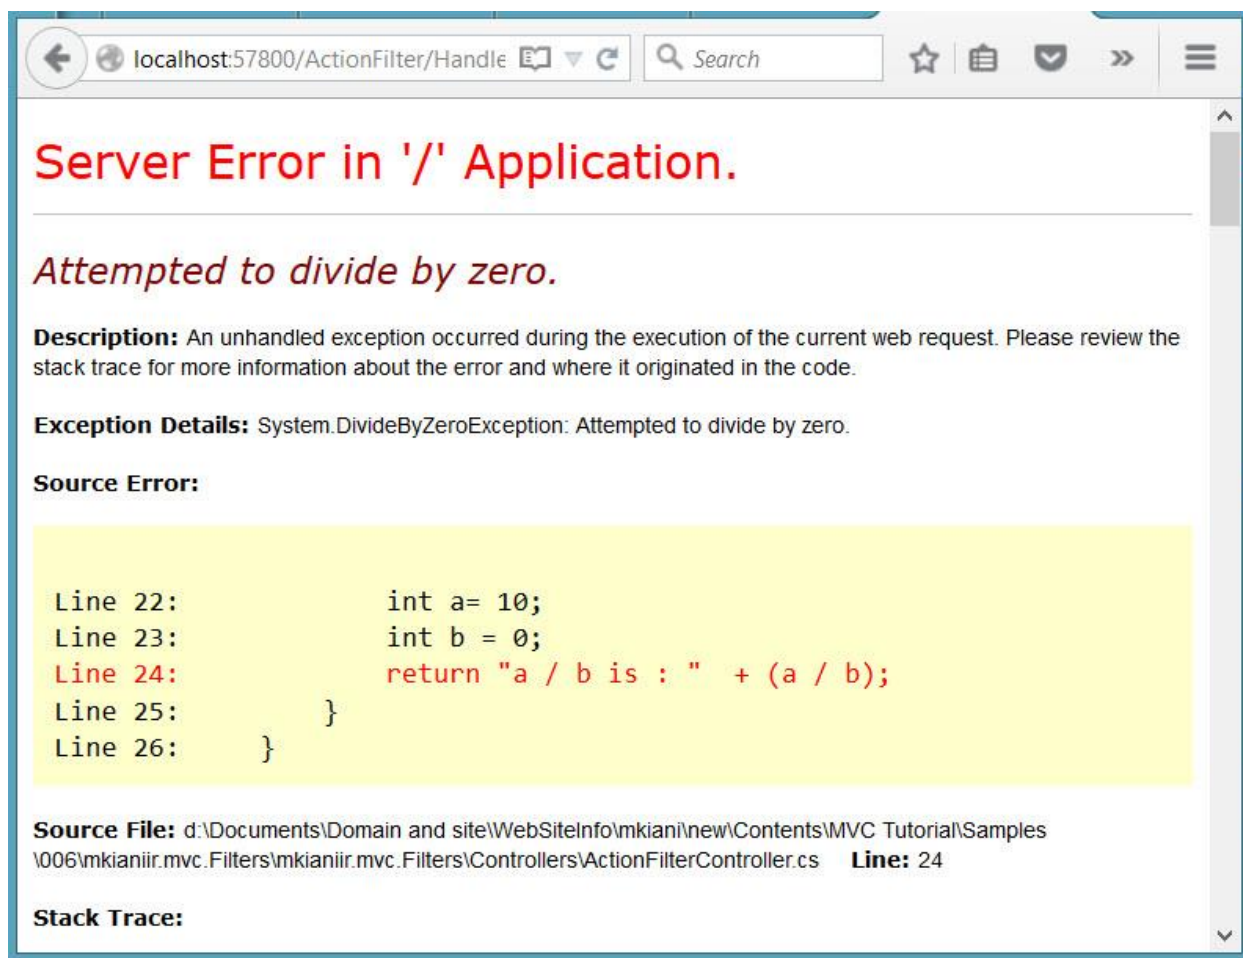 localhost:57800/ActionFilter/Handle
Search
Server Error in '/' Application.
Attempted to divide by zero.
Description: An unhandled exception occurred during the execution of the current web request. Please review the
stack trace for more information about the error and where it originated in the code.
Exception Details: System.DivideByZeroException: Attempted to divide by zero.
Source Error:
Line 22:             int a= 10;
Line 23:             int b = 0;
Line 24:             return "a / b is : "  + (a / b);
Line 25:         }
Line 26:     }
Source File: d:\Documents\Domain and site\WebSiteInfo\mkiani\new\Contents\MVC Tutorial\Samples
\006\mkianiir.mvc.Filters\mkianiir.mvc.Filters\Controllers\ActionFilterController.cs    Line: 24
Stack Trace: